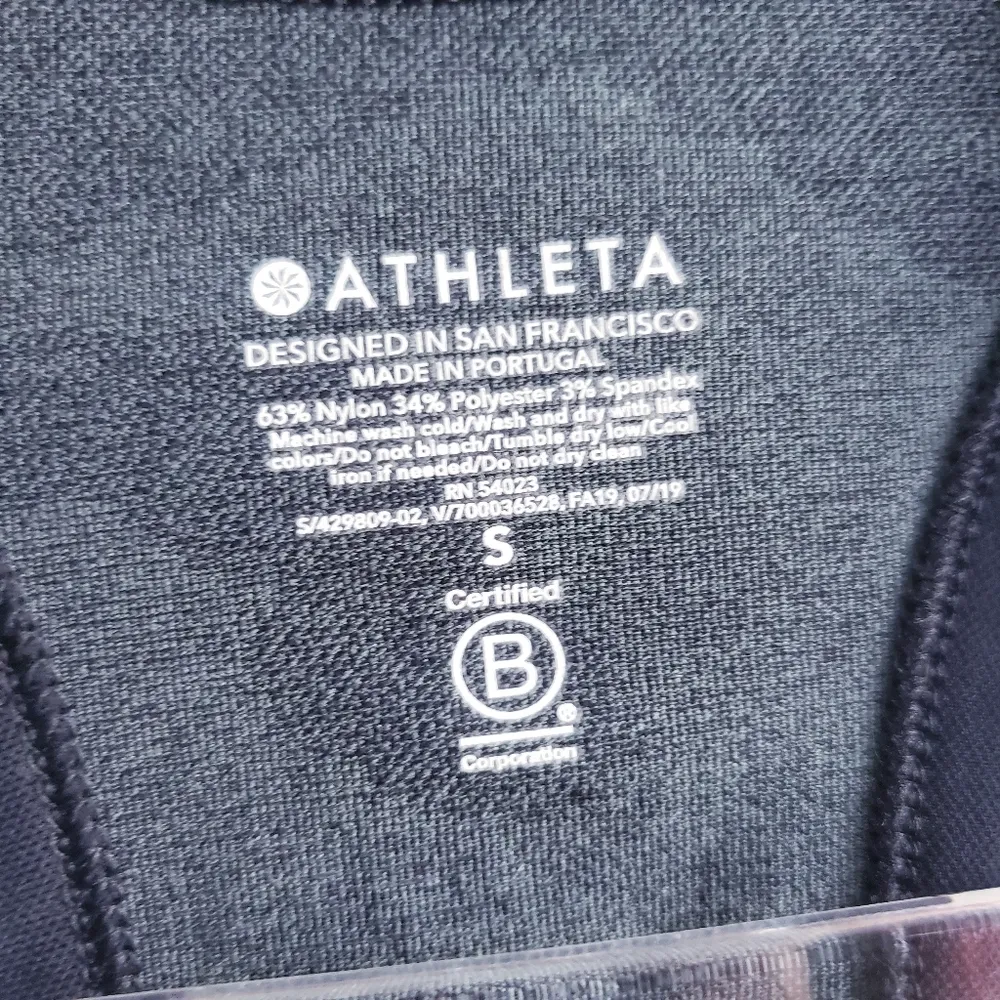 ATHLETA
DESIGNED IN SAN FRANCISCO
MADE IN PORTUGAL
63% Nylon 34% Polyester 3% Spandex
Machine wash cold/Wash and dry with like
colors/Do not bleach/Tumble dry low/Cool
iron if needed/Do not dry clean
RN 54023
S/429809-02, V/700036528, FA19, 07/19
S
Certified
B
®
Corporation